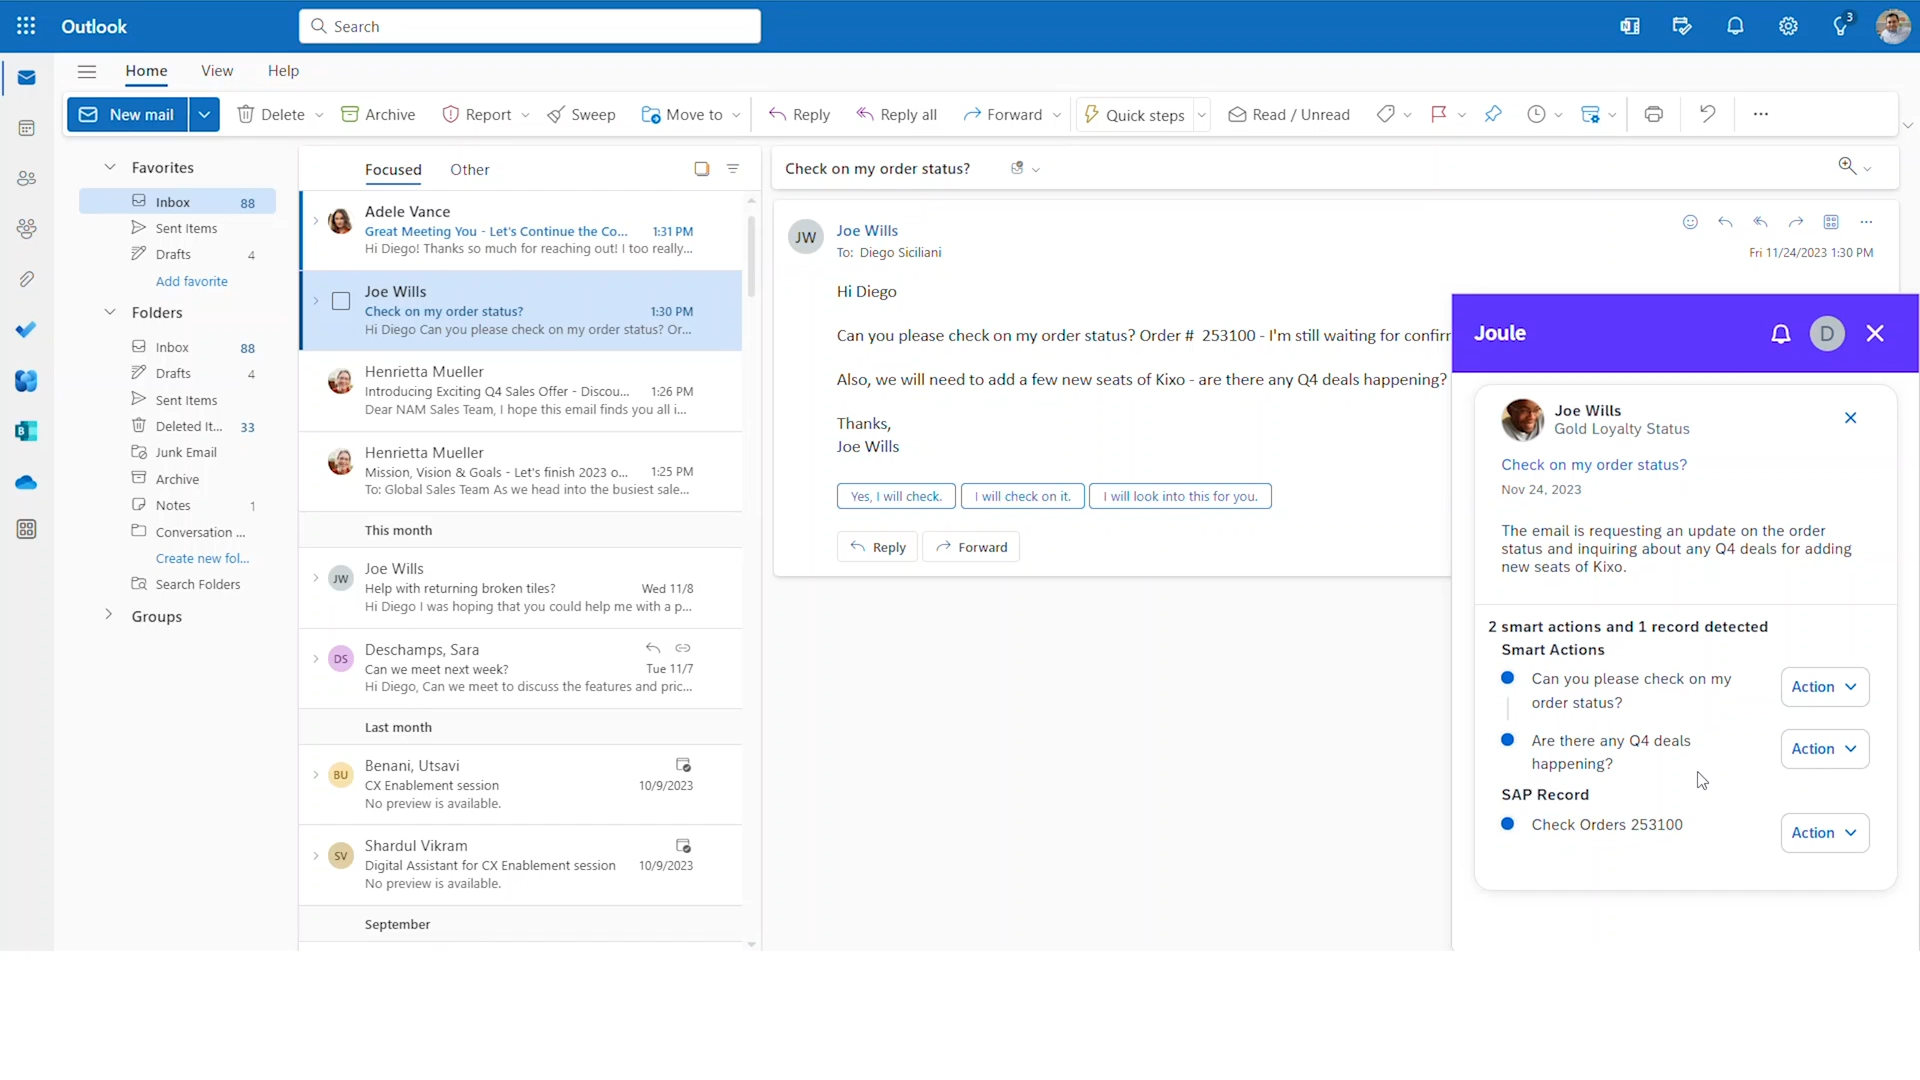 Outlook
Search
3
Home View Help
New mail Delete Archive Report Sweep Move to Reply Reply all Forward Quick steps Read / Unread ...
Favorites
Inbox 88
Sent Items
Drafts 4
Add favorite
Folders
Inbox 88
Drafts 4
Sent Items
Deleted It... 33
Junk Email
Archive
Notes 1
Conversation ...
Create new fol...
Search Folders
Groups
Focused Other
Adele Vance
Great Meeting You - Let's Continue the Co... 1:31 PM
Hi Diego! Thanks so much for reaching out! I too really...
Joe Wills
Check on my order status? 1:30 PM
Hi Diego Can you please check on my order status? Or...
Henrietta Mueller
Introducing Exciting Q4 Sales Offer - Discou... 1:26 PM
Dear NAM Sales Team, I hope this email finds you all i...
Henrietta Mueller
Mission, Vision & Goals - Let's finish 2023 o... 1:25 PM
To: Global Sales Team As we head into the busiest sale...
This month
JW
Joe Wills
Help with returning broken tiles? Wed 11/8
Hi Diego I was hoping that you could help me with a p...
DS
Deschamps, Sara
Can we meet next week? Tue 11/7
Hi Diego, Can we meet to discuss the features and pric...
Last month
BU
Benani, Utsavi
CX Enablement session 10/9/2023
No preview is available.
SV
Shardul Vikram
Digital Assistant for CX Enablement session 10/9/2023
No preview is available.
September
Check on my order status?
JW
Joe Wills
To: Diego Siciliani
Fri 11/24/2023 1:30 PM
Hi Diego
Can you please check on my order status? Order # 253100 - I'm still waiting for confirr
Also, we will need to add a few new seats of Kixo - are there any Q4 deals happening?
Thanks,
Joe Wills
Yes, I will check. I will check on it. I will look into this for you.
Reply Forward
Joule
D
Joe Wills
Gold Loyalty Status
Check on my order status?
Nov 24, 2023
The email is requesting an update on the order
status and inquiring about any Q4 deals for adding
new seats of Kixo.
2 smart actions and 1 record detected
Smart Actions
Can you please check on my
order status?
Action
Are there any Q4 deals
happening?
Action
SAP Record
Check Orders 253100
Action